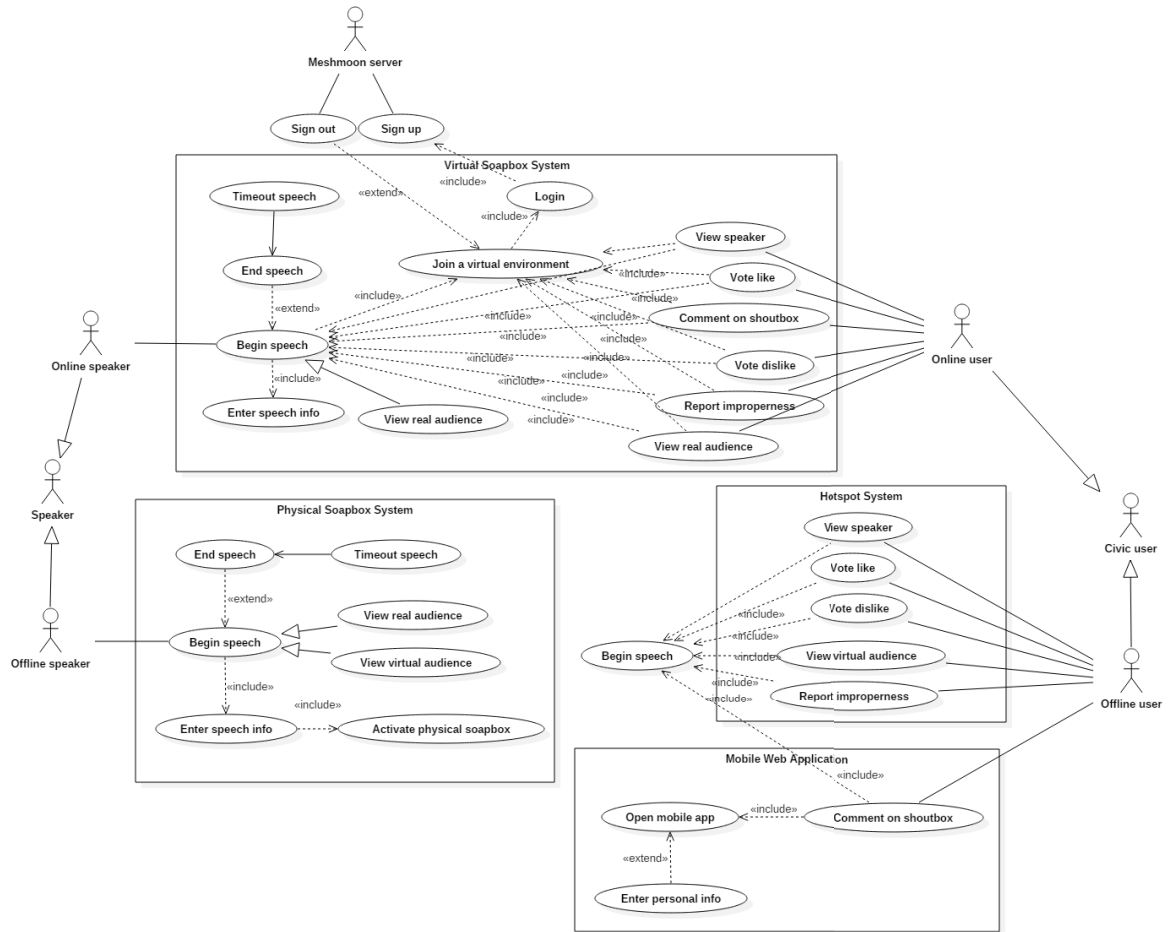 Meshmoon server
Sign out
Sign up
Virtual Soapbox System
«include»
«extend»
Timeout speech
Login
«include»
View speaker
End speech
Join a virtual environment
«include»
Vote like
«include»
«include»
«extend»
«include»
«include»
Comment on shoutbox
Online speaker
Begin speech
«include»
«include»
Online user
«include»
«include»
Vote dislike
«include»
«include»
Enter speech info
View real audience
«include»
Report improperness
«include»
View real audience
Speaker
Physical Soapbox System
Hotspot System
End speech
Timeout speech
View speaker
Civic user
Vote like
«extend»
Vote dislike
View real audience
«include»
«include»
Offline speaker
Begin speech
View virtual audience
Begin speech
«include»
View virtual audience
«include»
«include»
Report improperness
Offline user
«include»
«include»
Enter speech info
Activate physical soapbox
Mobile Web Application
«include»
Open mobile app
«include»
Comment on shoutbox
«extend»
Enter personal info